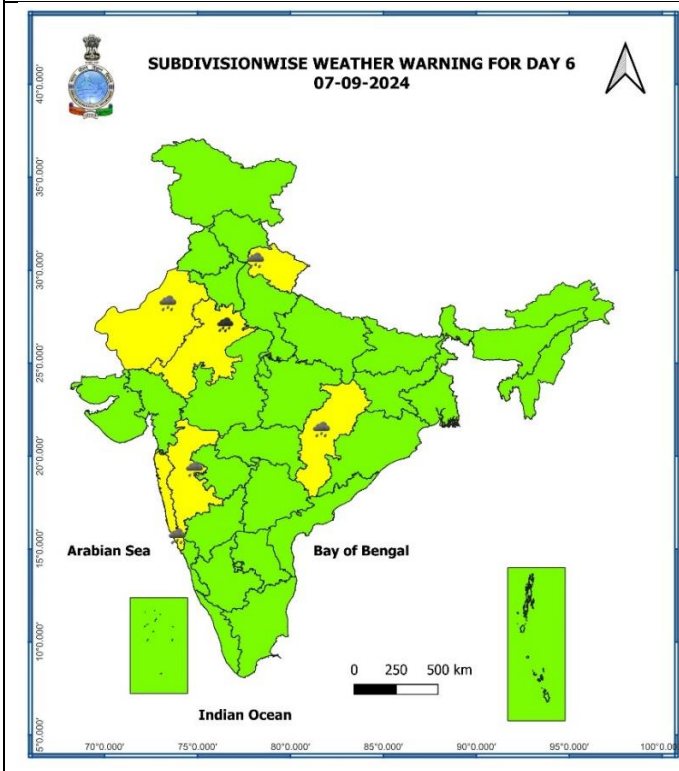 SUBDIVISIONWISE WEATHER WARNING FOR DAY 6
07-09-2024
40°0.000'
35°0.000'
30°0.000'
25°0.000'
20°0.000'
15°0.000'
10°0.000'
5°0.000'
Arabian Sea
Bay of Bengal
0 250 500 km
Indian Ocean
70°0.000' 75°0.000' 80°0.000' 85°0.000' 90°0.000' 95°0.000' 100°0.00